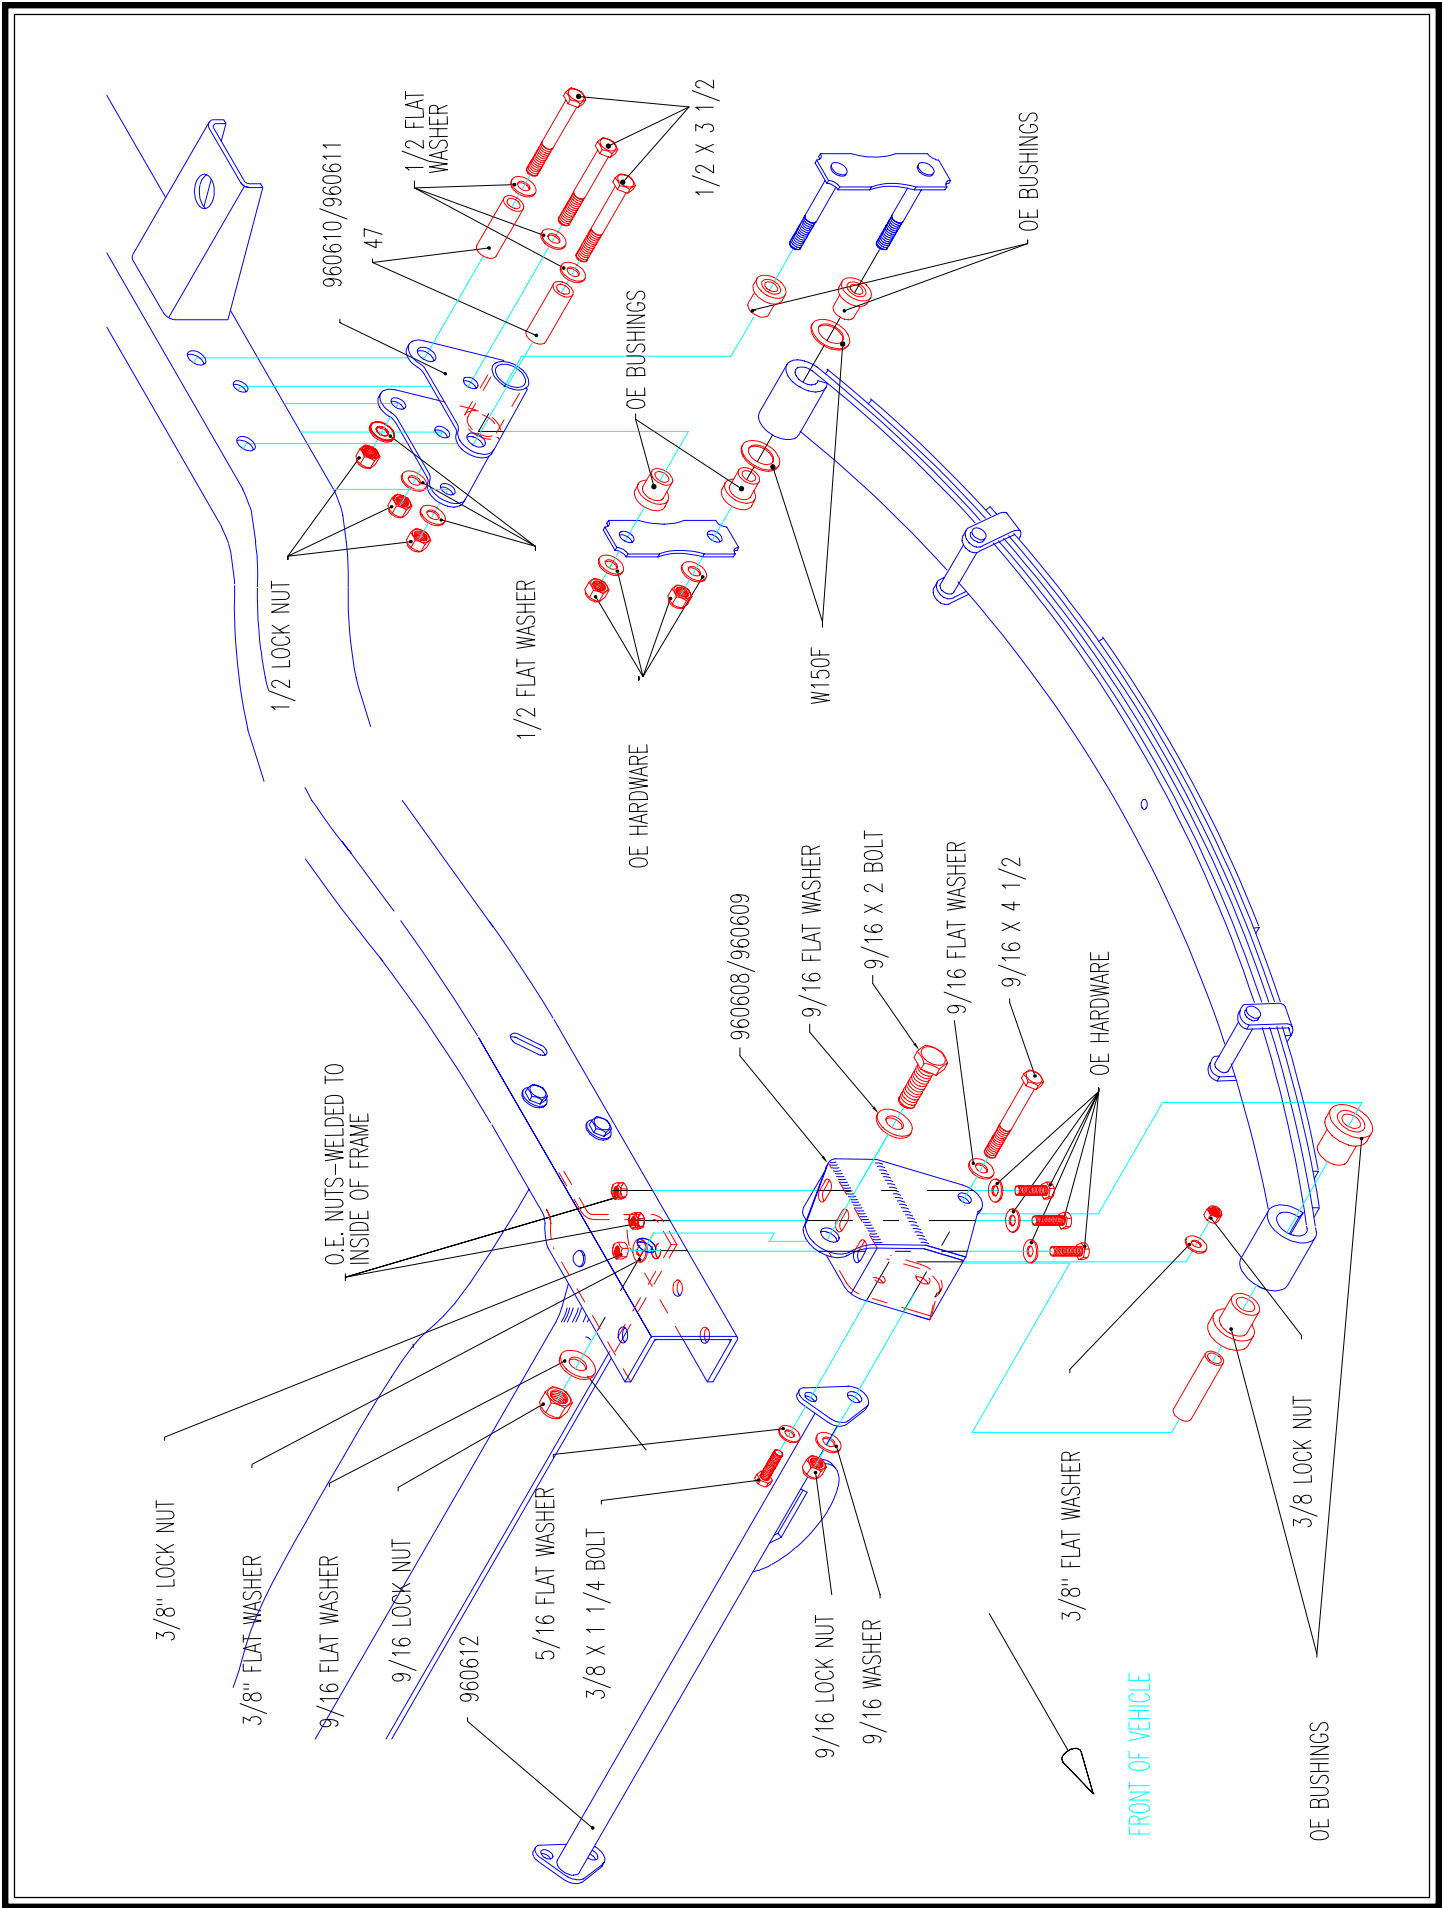 3/8" LOCK NUT
3/8" FLAT WASHER
9/16 FLAT WASHER
9/16 LOCK NUT
960612
5/16 FLAT WASHER
3/8 X 1 1/4 BOLT
O.E. NUTS-WELDED TO
INSIDE OF FRAME
1/2 LOCK NUT
1/2 FLAT WASHER
960610/960611
47
1/2 FLAT
WASHER
1/2 X 3 1/2
OE BUSHINGS
OE BUSHINGS
OE HARDWARE
W150F
960608/960609
9/16 FLAT WASHER
9/16 X 2 BOLT
9/16 FLAT WASHER
9/16 X 4 1/2
OE HARDWARE
9/16 LOCK NUT
9/16 WASHER
3/8" FLAT WASHER
3/8 LOCK NUT
FRONT OF VEHICLE
OE BUSHINGS